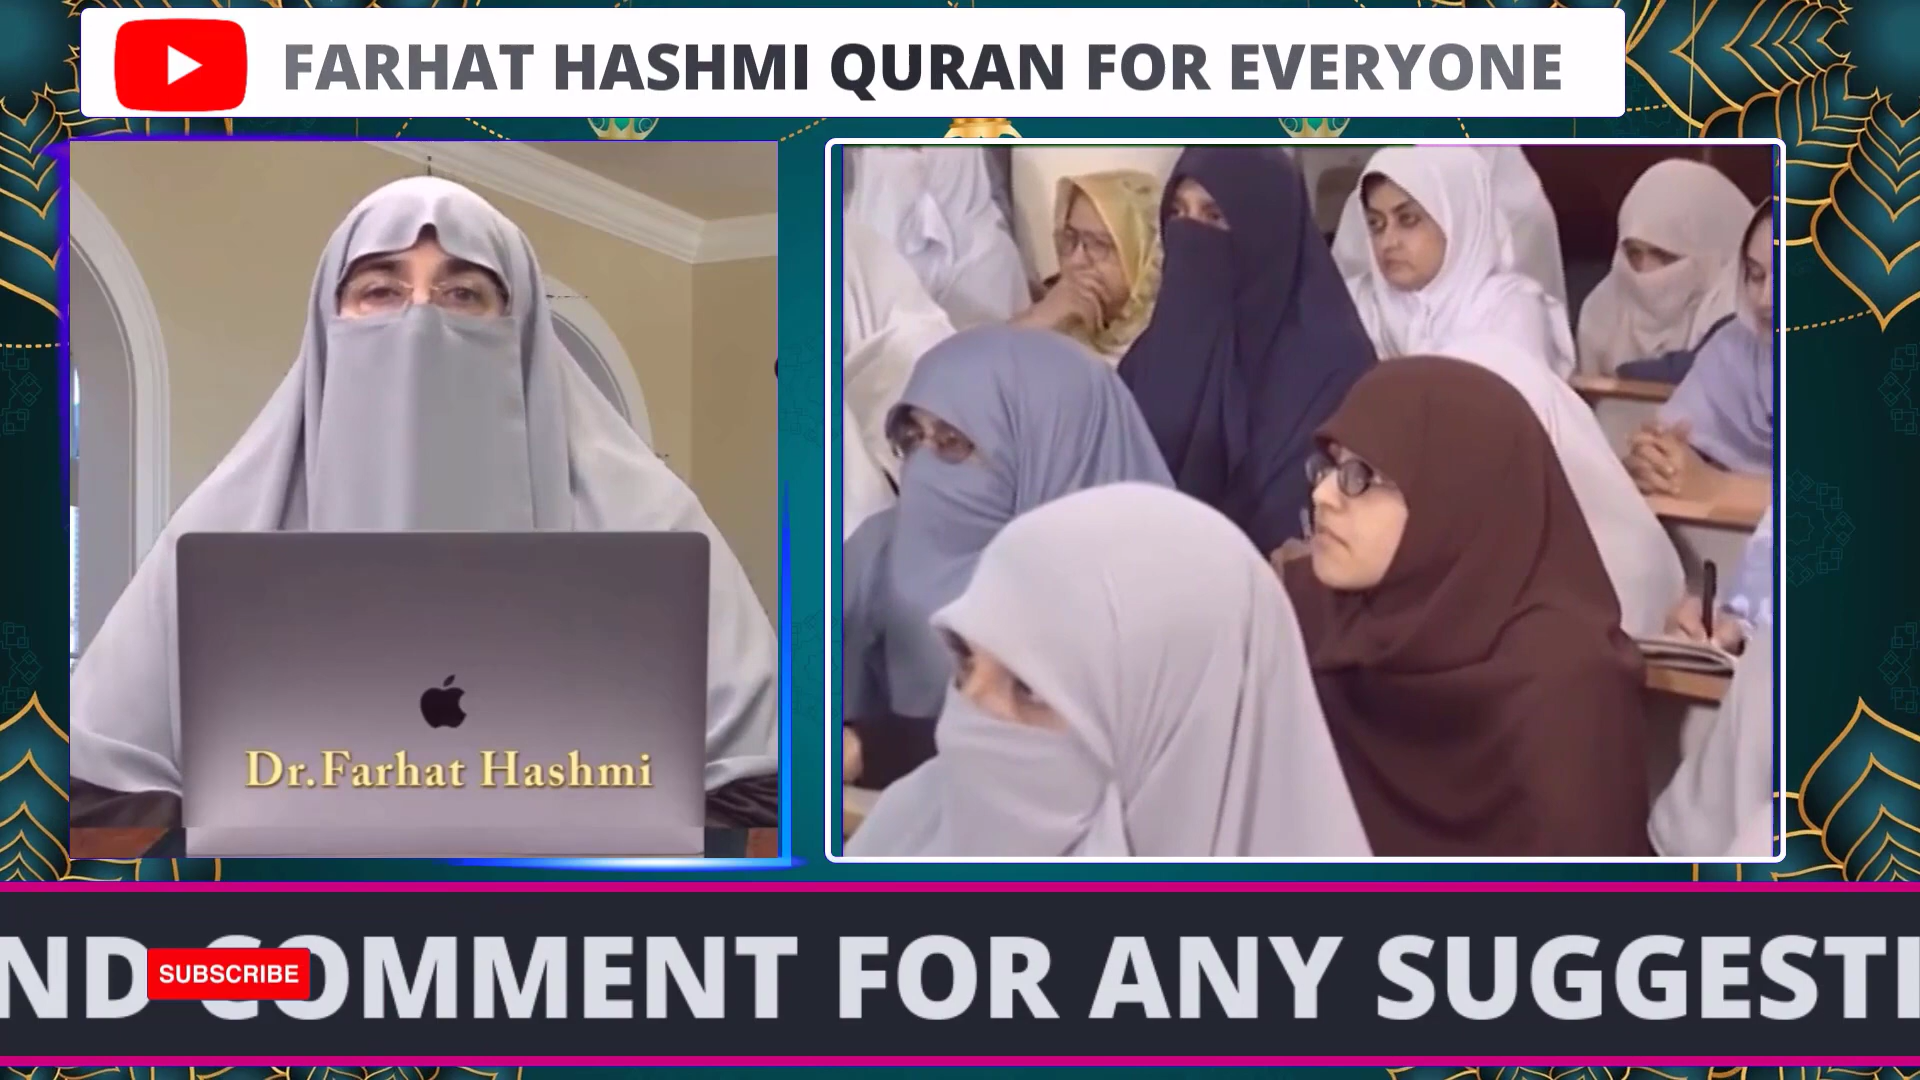 FARHAT HASHMI QURAN FOR EVERYONE
Dr.Farhat Hashmi
ND COMMENT FOR ANY SUGGESTI
SUBSCRIBE